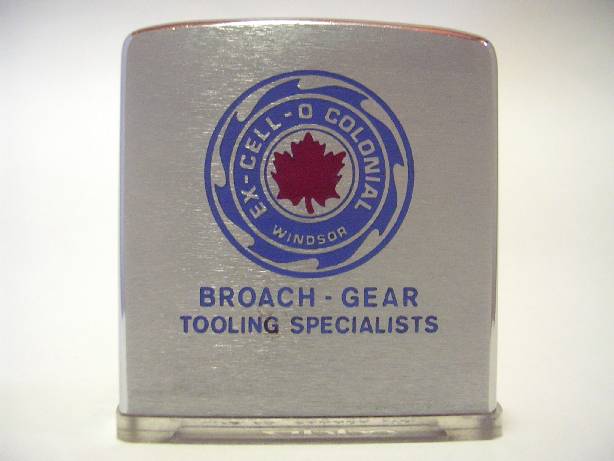 EX-CELL-O COLONIAL
WINDSOR
BROACH - GEAR
TOOLING SPECIALISTS